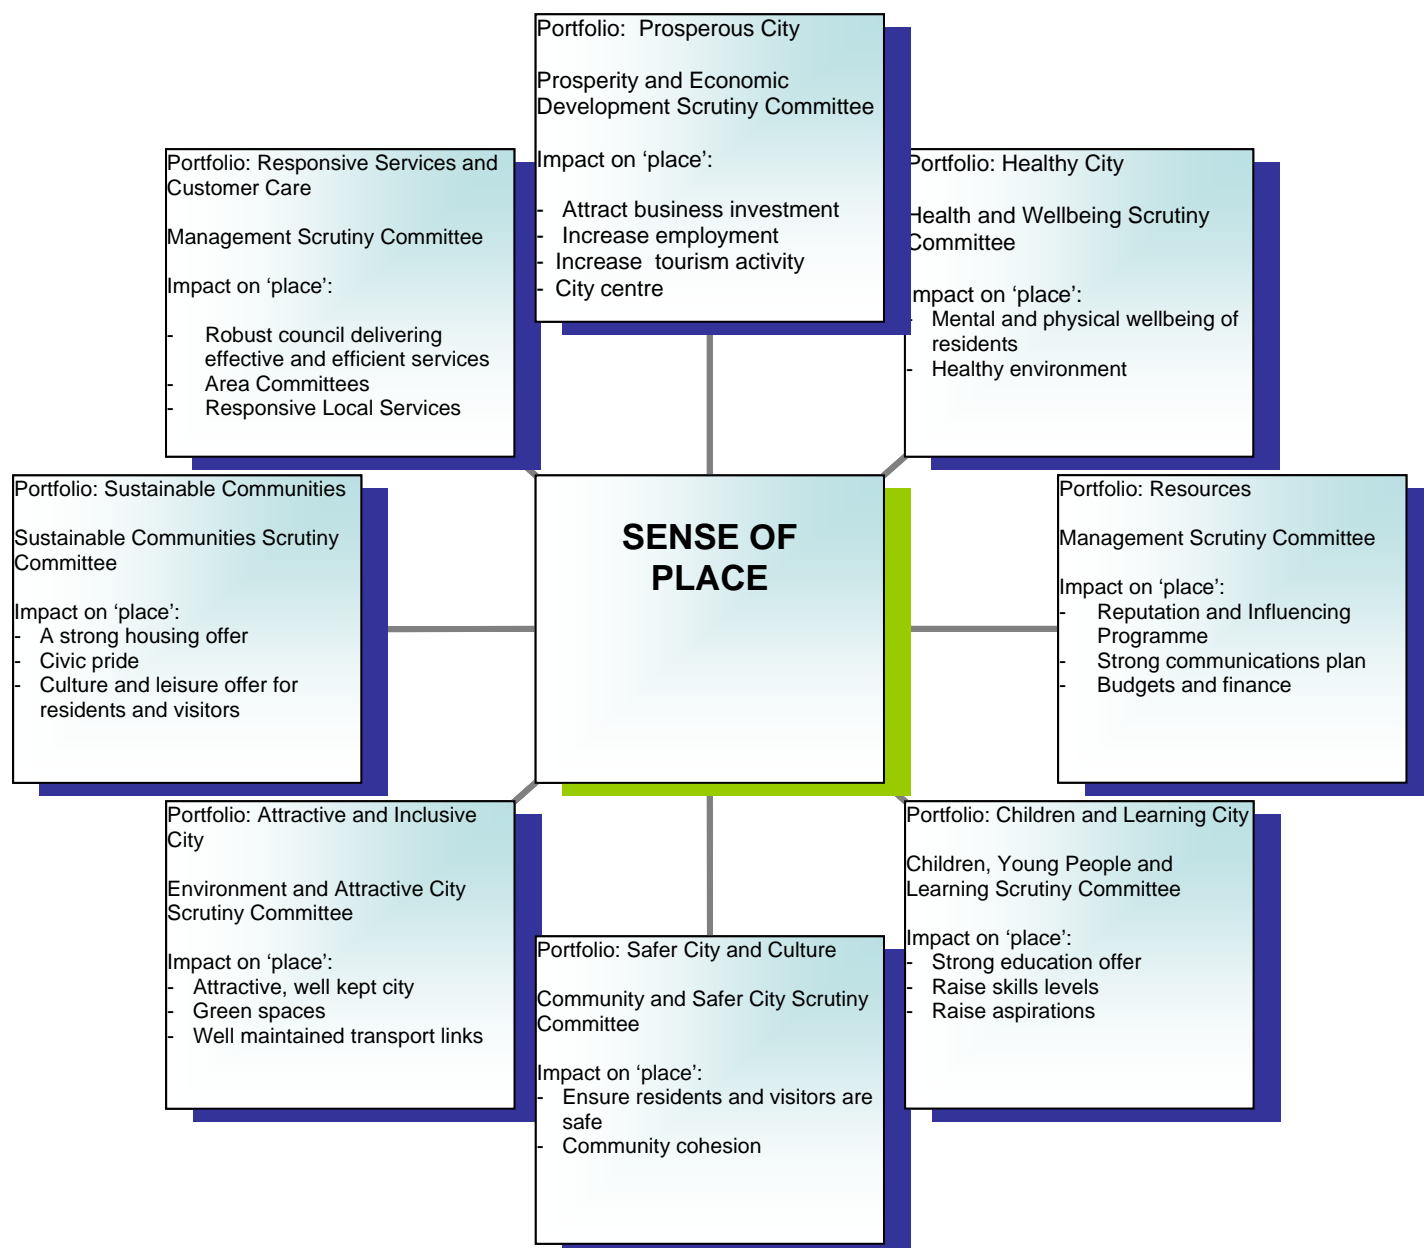 Portfolio: Prosperous City
Prosperity and Economic
Development Scrutiny Committee
Impact on ‘place’:
- Attract business investment
- Increase employment
- Increase tourism activity
- City centre
Portfolio: Responsive Services and
Customer Care
Management Scrutiny Committee
Impact on ‘place’:
- Robust council delivering
effective and efficient services
- Area Committees
- Responsive Local Services
Portfolio: Healthy City
Health and Wellbeing Scrutiny
Committee
Impact on ‘place’:
- Mental and physical wellbeing of
residents
- Healthy environment
Portfolio: Sustainable Communities
Sustainable Communities Scrutiny
Committee
Impact on ‘place’:
- A strong housing offer
- Civic pride
- Culture and leisure offer for
residents and visitors
SENSE OF
PLACE
Portfolio: Resources
Management Scrutiny Committee
Impact on ‘place’:
- Reputation and Influencing
Programme
- Strong communications plan
- Budgets and finance
Portfolio: Attractive and Inclusive
City
Environment and Attractive City
Scrutiny Committee
Impact on ‘place’:
- Attractive, well kept city
- Green spaces
- Well maintained transport links
Portfolio: Safer City and Culture
Community and Safer City Scrutiny
Committee
Impact on ‘place’:
- Ensure residents and visitors are
safe
- Community cohesion
Portfolio: Children and Learning City
Children, Young People and
Learning Scrutiny Committee
Impact on ‘place’:
- Strong education offer
- Raise skills levels
- Raise aspirations